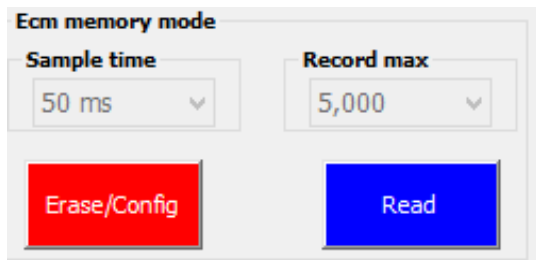 Ecm memory mode
Sample time
Record max
50 ms
5,000
Erase/Config
Read